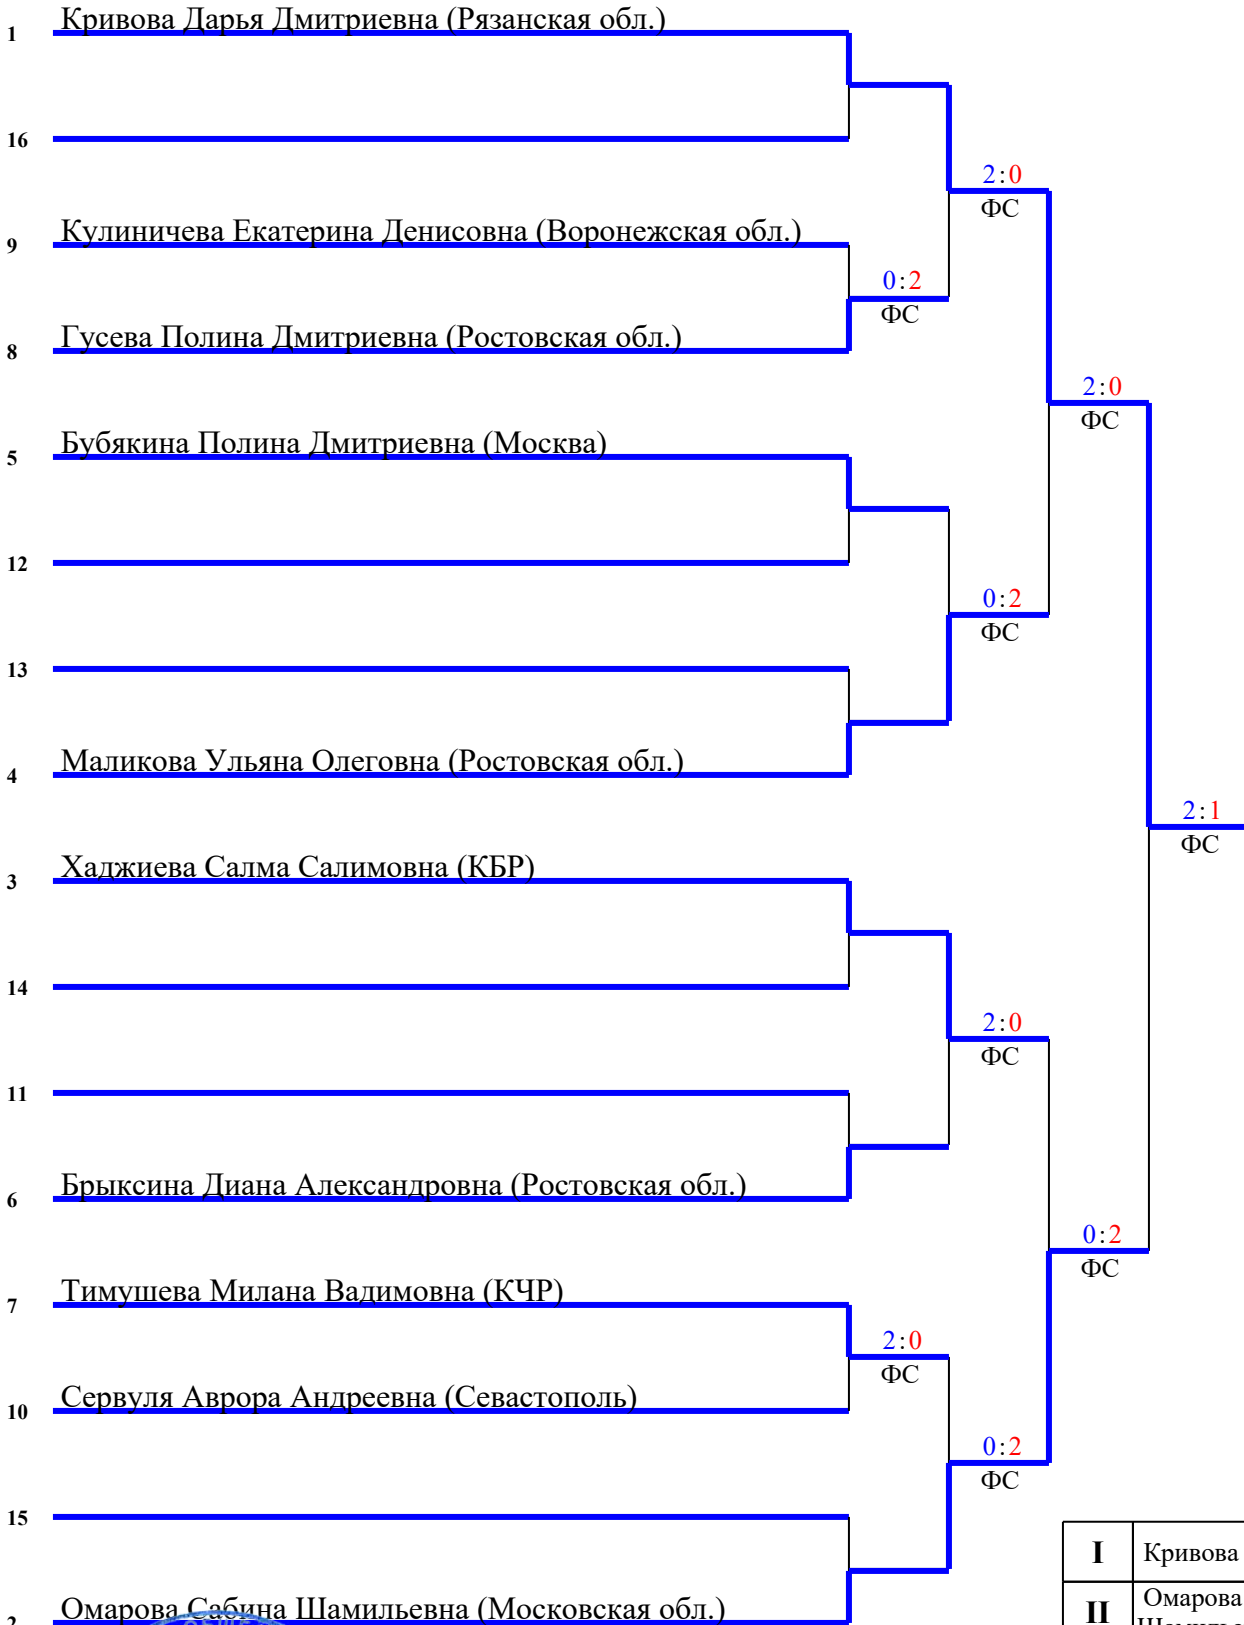 Кривова Дарья Дмитриевна (Рязанская обл.)
1
16
2:0
ФС
Кулиничева Екатерина Денисовна (Воронежская обл.)
9
0:2
ФС
Гусева Полина Дмитриевна (Ростовская обл.)
8
2:0
ФС
Бубякина Полина Дмитриевна (Москва)
5
12
0:2
ФС
13
Маликова Ульяна Олеговна (Ростовская обл.)
4
2:1
ФС
Хаджиева Салма Салимовна (КБР)
3
14
2:0
ФС
11
Брыксина Диана Александровна (Ростовская обл.)
6
0:2
ФС
Тимушева Милана Вадимовна (КЧР)
7
2:0
ФС
Сервуля Аврора Андреевна (Севастополь)
10
0:2
ФС
15
I Кривова
Омарова Сабина Шамильевна (Московская обл.)
2
II Омарова